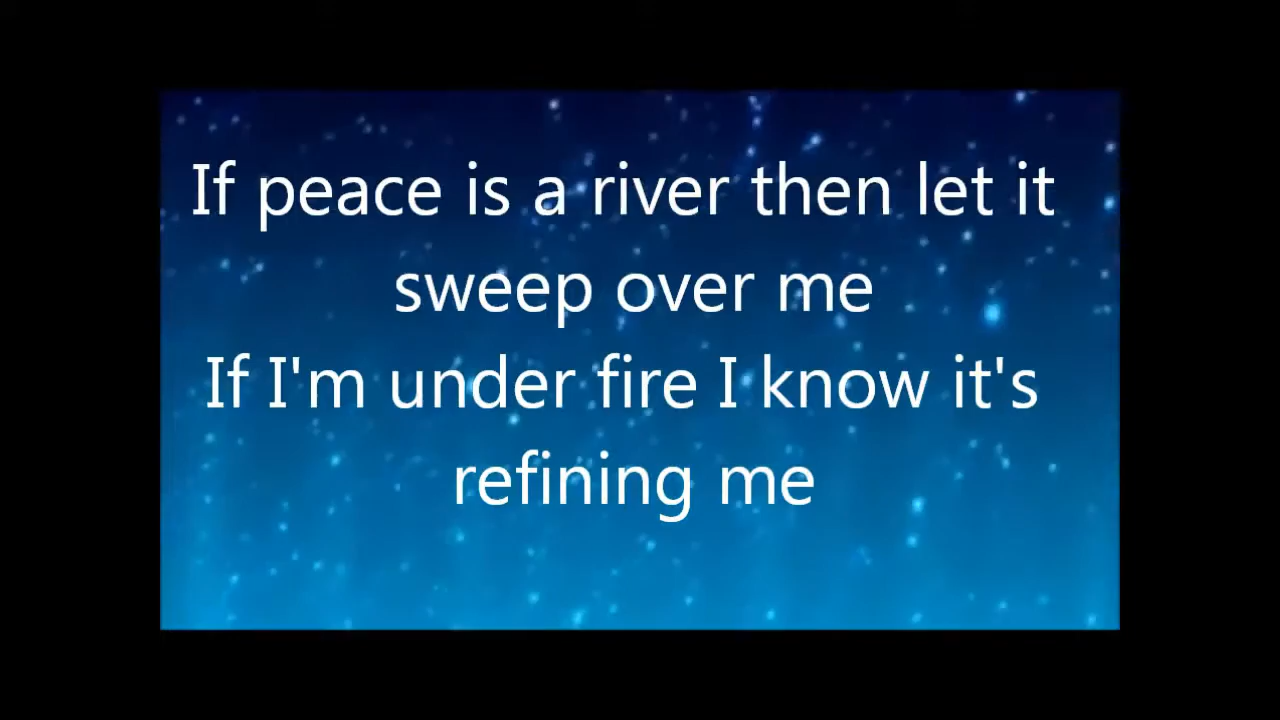 If peace is a river then let it
sweep over me
If I'm under fire I know it's
refining me